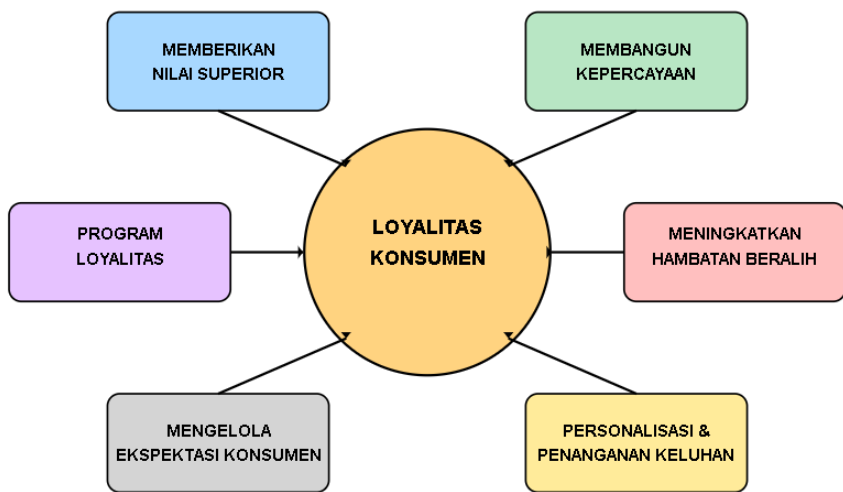 MEMBERIKAN
NILAI SUPERIOR
MEMBANGUN
KEPERCAYAAN
PROGRAM
LOYALITAS
LOYALITAS
KONSUMEN
MENINGKATKAN
HAMBATAN BERALIH
MENGELOLA
EKSPEKTASI KONSUMEN
PERSONALISASI &
PENANGANAN KELUHAN